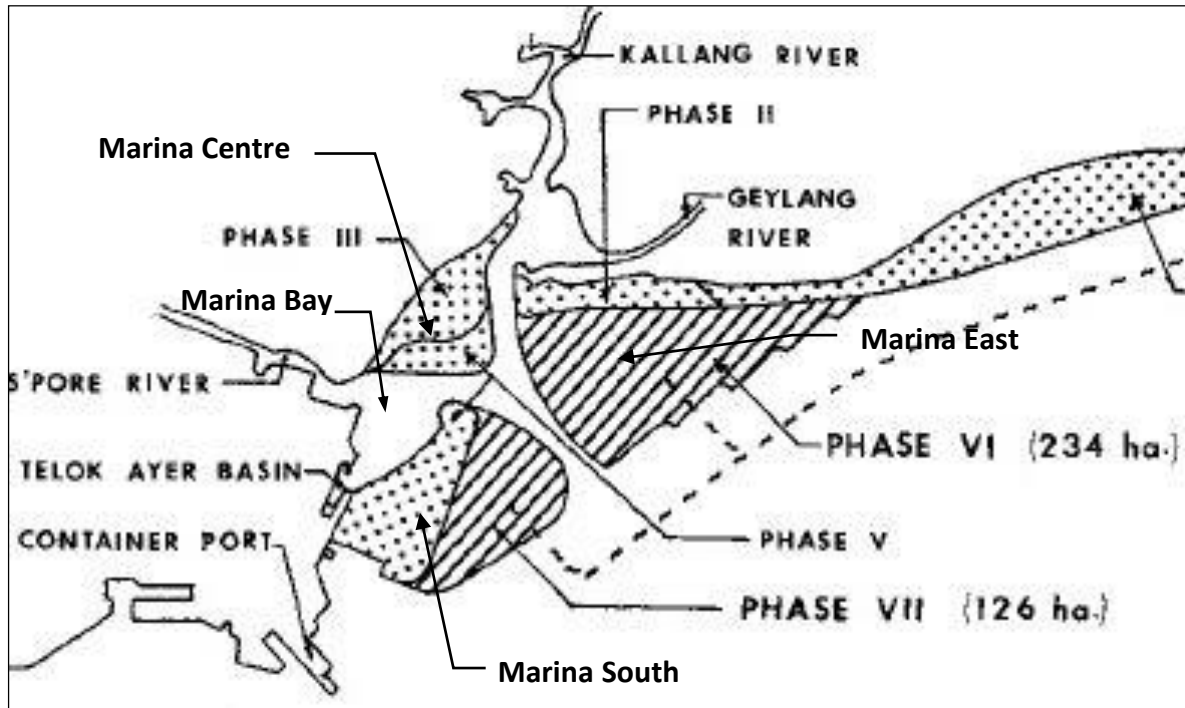 KALLANG RIVER
PHASE II
Marina Centre
GEYLANG
RIVER
PHASE III
Marina Bay
Marina East
S'PORE RIVER
PHASE VI (234 ha.)
TELOK AYER BASIN
CONTAINER PORT
PHASE V
PHASE VII (126 ha.)
Marina South